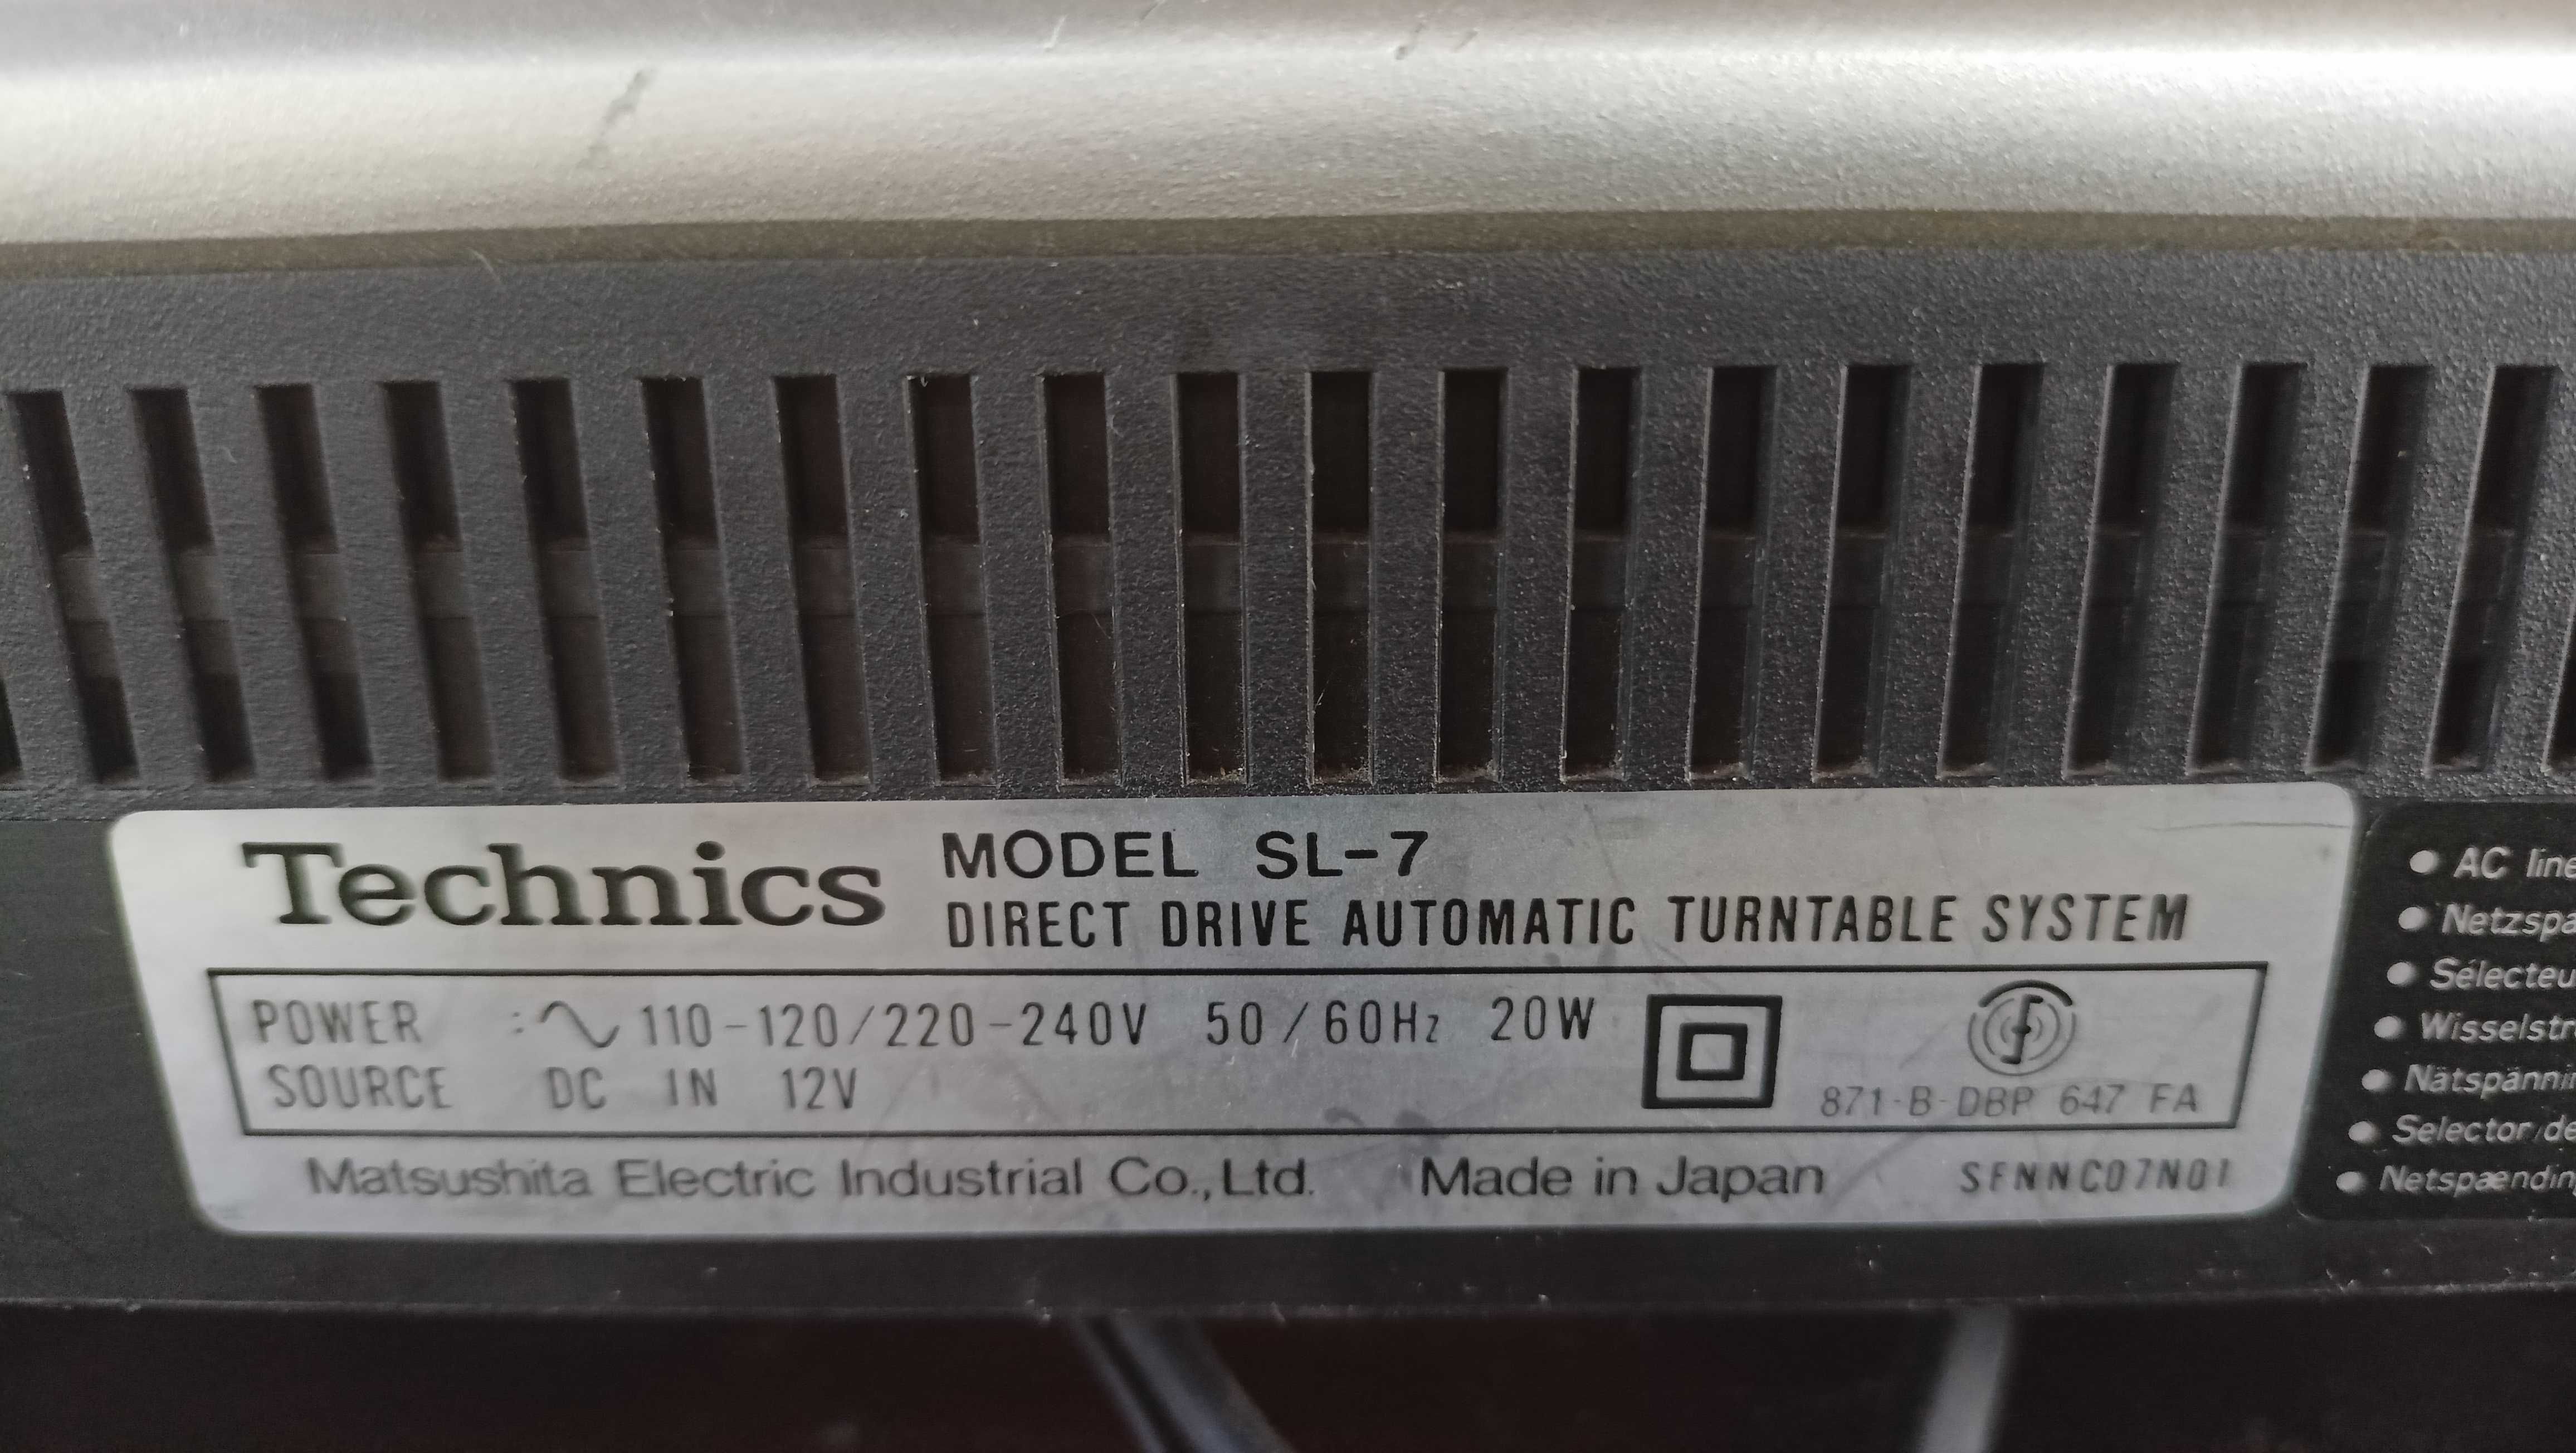 Technics MODEL SL-7
DIRECT DRIVE AUTOMATIC TURNTABLE SYSTEM
POWER SOURCE : ∿ 110-120/220-240V 50/60Hz 20W
DC IN 12V
871-B-DBP 647 FA
Matsushita Electric Industrial Co.,Ltd. Made in Japan SFNNC07N01
• AC line
• Netzspa
• Sélecteu
• Wisselstr
• Nätspännin
• Selector de
• Netspændin